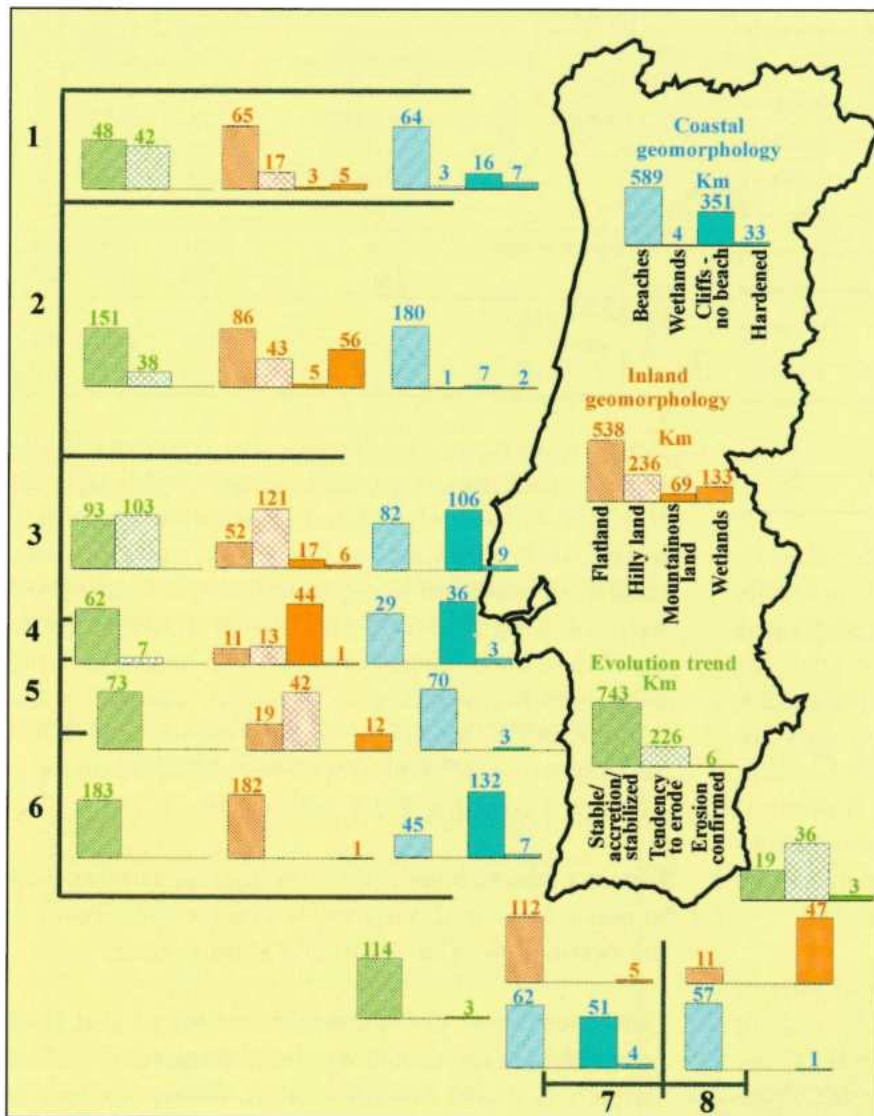 1
48 42
65 17 3 5
64 3 16 7
Coastal
geomorphology
Km
589 4 351 33
Beaches
Wetlands
Cliffs -
no beach
Hardened
2
151 38
86 43 5 56
180 1 7 2
Inland
geomorphology
Km
538 236 69 133
Flatland
Hilly land
Mountainous
land
Wetlands
3
93 103
52 121 17 6
82 106 9
4
62 7
11 13 44 1
29 36 3
5
73
19 42 12
70 3
Evolution trend
Km
743 226 6
Stable/
accretion/
stabilized
Tendency
to erode
Erosion
confirmed
6
183
182 1
45 132 7
19 36 3
112 5
11 47
114 3
62 51 4
57 1
7 8